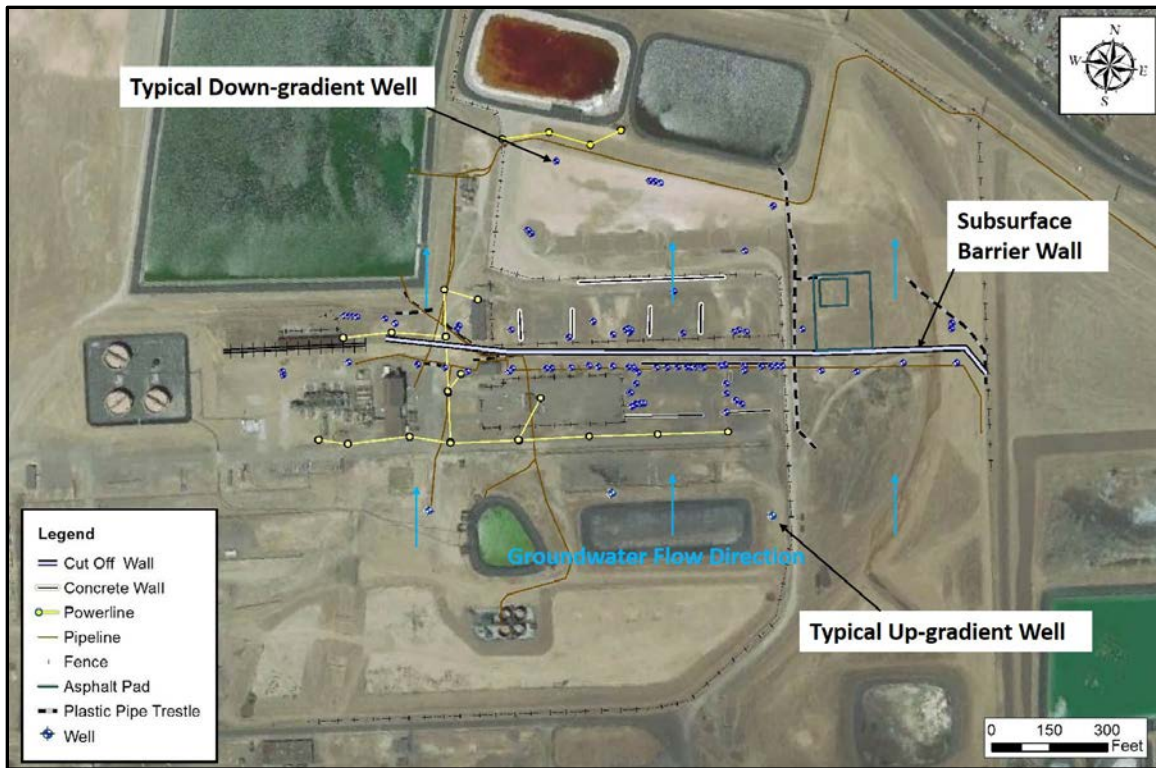 N
W
E
S
Typical Down-gradient Well
Subsurface
Barrier Wall
Groundwater Flow Direction
Typical Up-gradient Well
Legend
Cut Off Wall
Concrete Wall
Powerline
Pipeline
Fence
Asphalt Pad
Plastic Pipe Trestle
Well
0 150 300
Feet